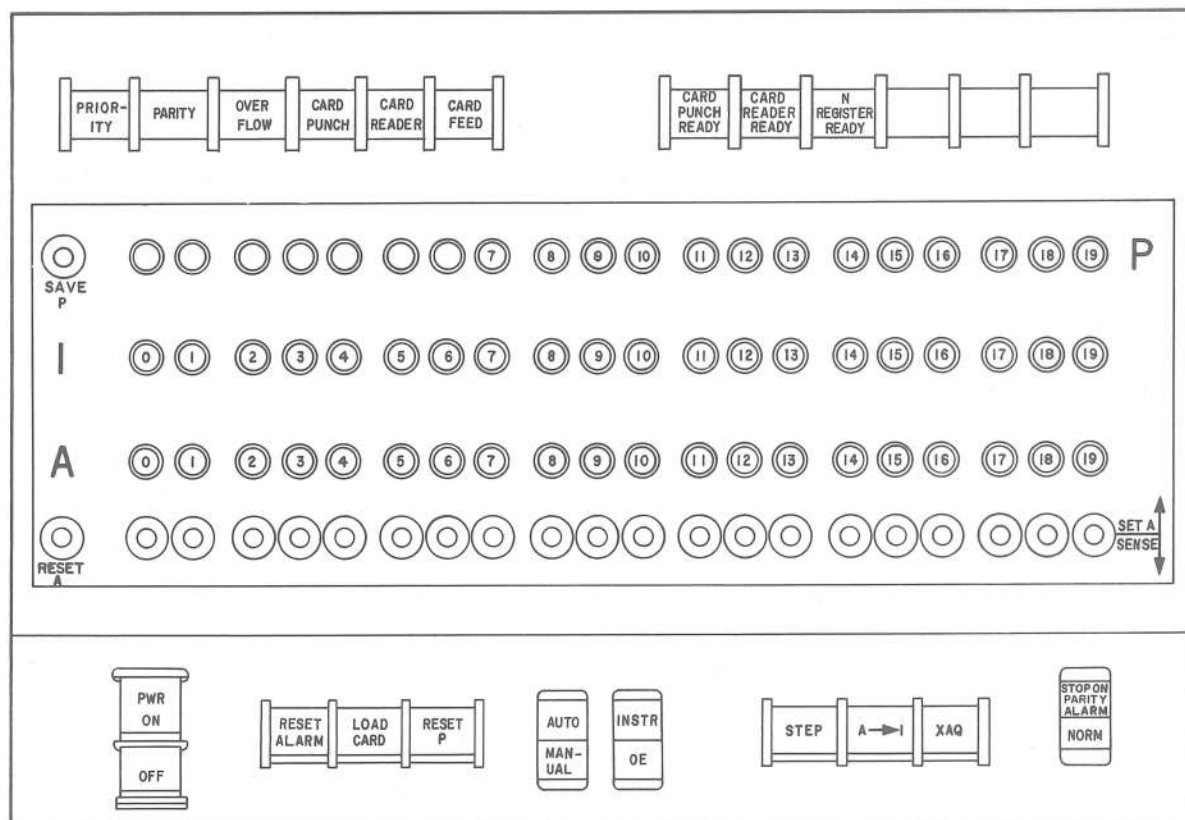 PRIOR-
ITY
PARITY
OVER
FLOW
CARD
PUNCH
CARD
READER
CARD
FEED
CARD
PUNCH
READY
CARD
READER
READY
N
REGISTER
READY
7 8 9 10 11 12 13 14 15 16 17 18 19 P
SAVE
P
I 0 1 2 3 4 5 6 7 8 9 10 11 12 13 14 15 16 17 18 19
A 0 1 2 3 4 5 6 7 8 9 10 11 12 13 14 15 16 17 18 19
SET A
SENSE
RESET
A
PWR
ON
OFF
RESET
ALARM
LOAD
CARD
RESET
P
AUTO
MAN-
UAL
INSTR
OE
STEP
A→I
XAQ
STOP ON
PARITY
ALARM
NORM